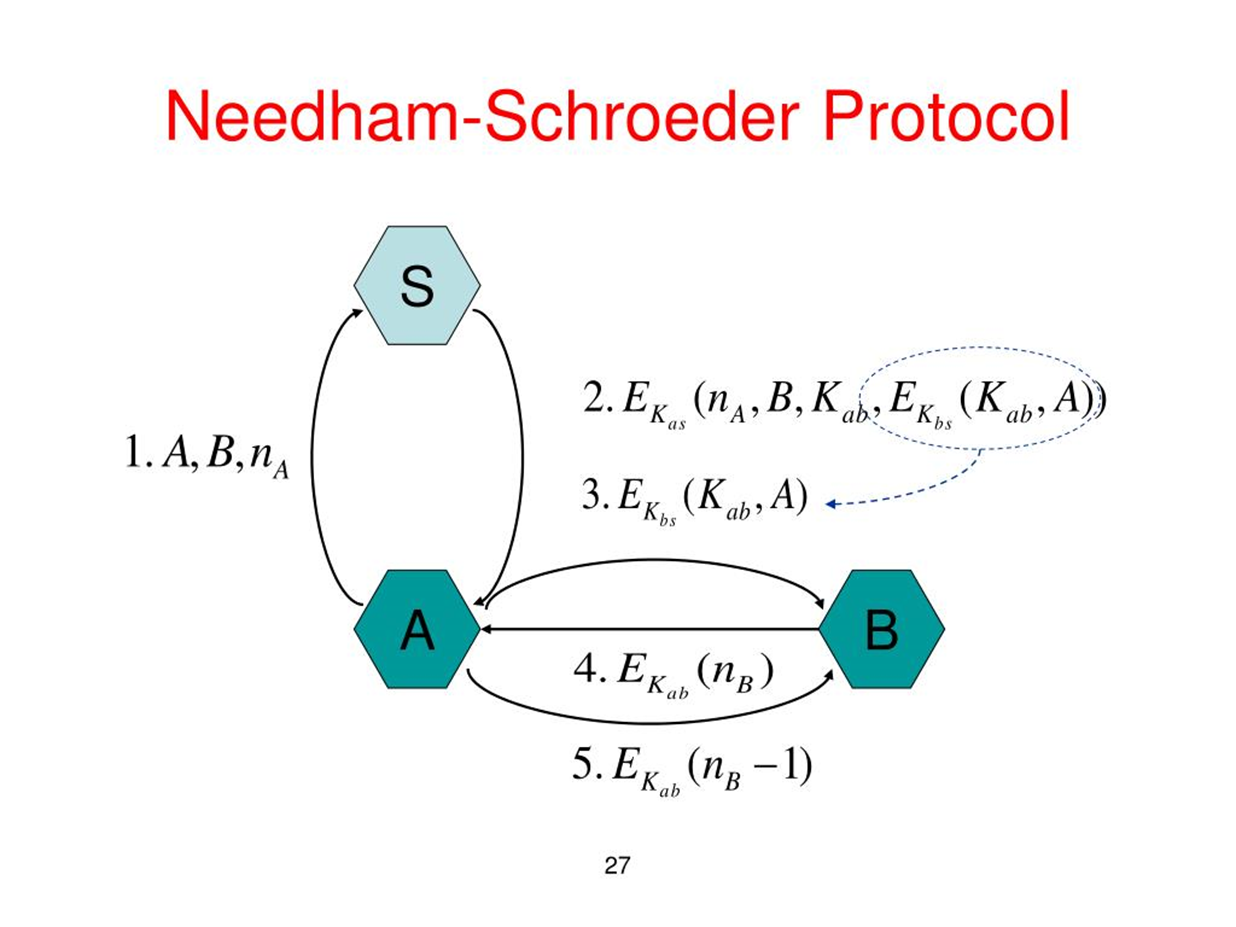 Needham-Schroeder Protocol
S
2. E_{K_{as}} (n_A, B, K_{ab}, E_{K_{bs}} (K_{ab}, A))
1. A, B, n_A
3. E_{K_{bs}} (K_{ab}, A)
A
B
4. E_{K_{ab}} (n_B)
5. E_{K_{ab}} (n_B − 1)
27